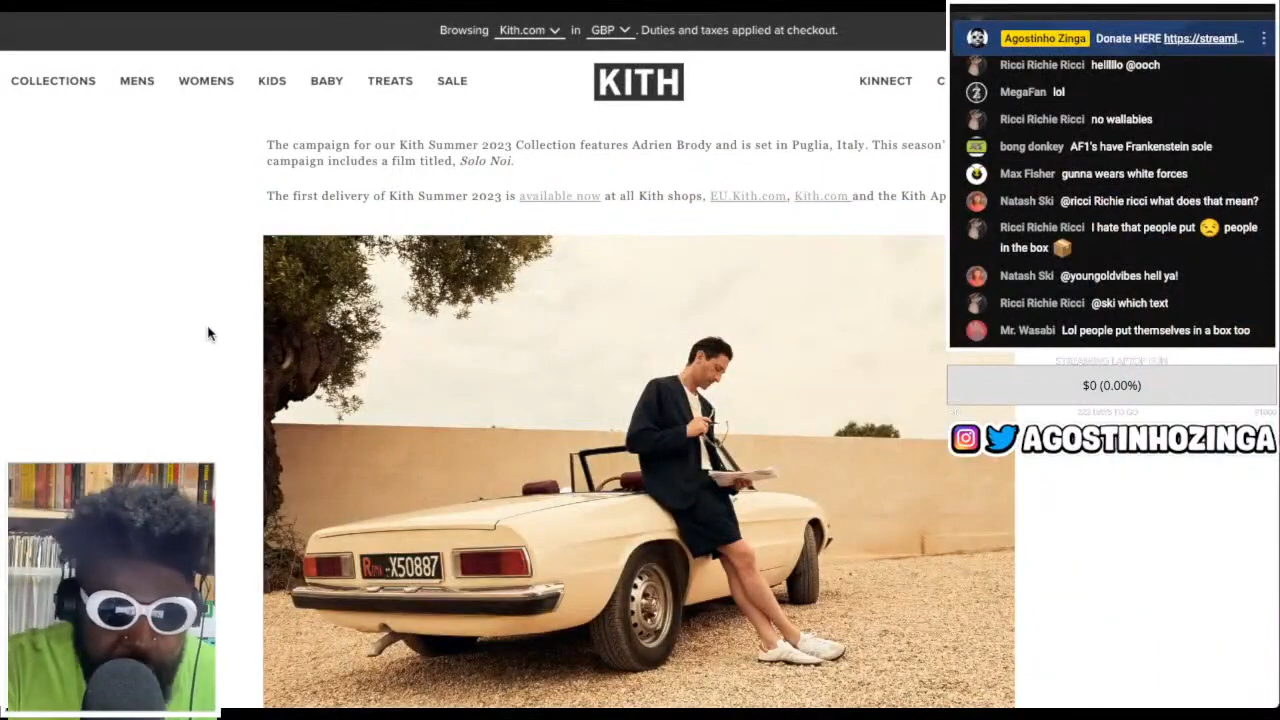 Browsing Kith.com in GBP . Duties and taxes applied at checkout.
COLLECTIONS MENS WOMENS KIDS BABY TREATS SALE
KITH
KINNECT C
The campaign for our Kith Summer 2023 Collection features Adrien Brody and is set in Puglia, Italy. This season'
campaign includes a film titled, Solo Noi.
The first delivery of Kith Summer 2023 is available now at all Kith shops, EU.Kith.com, Kith.com and the Kith Ap
X50887
Agostinho Zinga Donate HERE https://streaml...
Ricci Richie Ricci helllllo @ooch
MegaFan lol
Ricci Richie Ricci no wallabies
bong donkey AF1's have Frankenstein sole
Max Fisher gunna wears white forces
Natash Ski @ricci Richie ricci what does that mean?
Ricci Richie Ricci I hate that people put 😒 people
in the box 📦
Natash Ski @youngoldvibes hell ya!
Ricci Richie Ricci @ski which text
Mr. Wasabi Lol people put themselves in a box too
$0 (0.00%)
AGOSTINHOZINGA